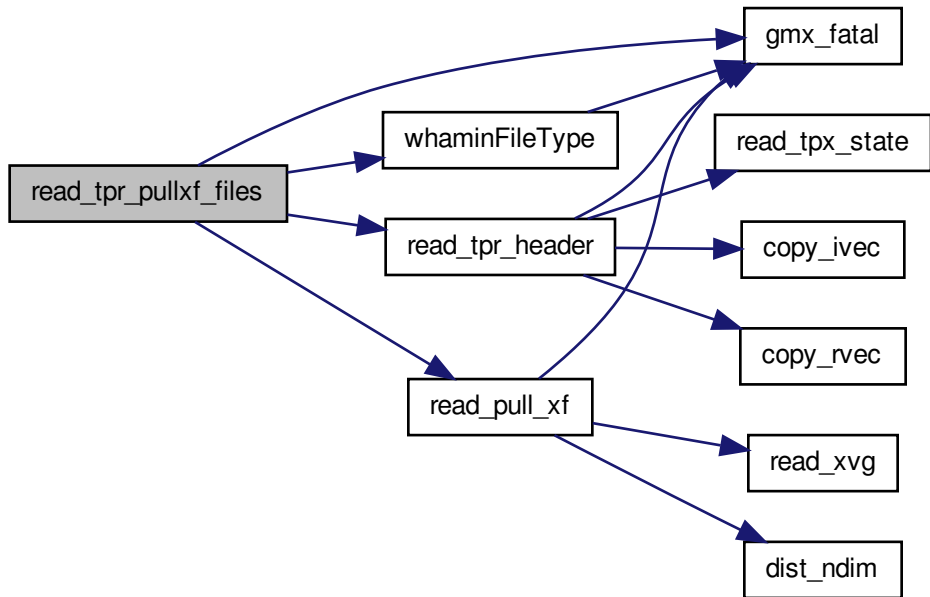 gmx_fatal
whaminFileType
read_tpx_state
read_tpr_pullxf_files
read_tpr_header
copy_ivec
copy_rvec
read_pull_xf
read_xvg
dist_ndim